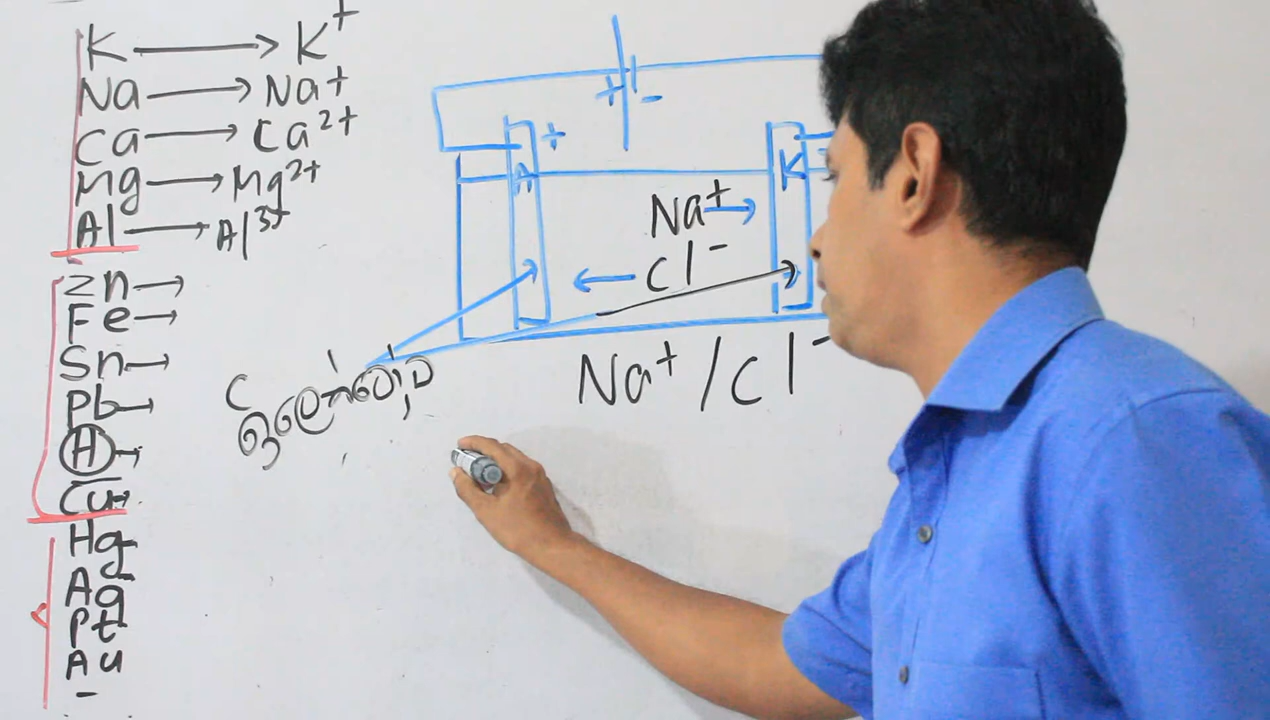 K → K+
Na → Na+
Ca → Ca²+
Mg → Mg²+
Al → Al³+
Zn →
Fe →
Sn →
Pb →
H →
Cu →
Hg
Ag
Pt
Au
-
+ -
+
A
K
Na+ →
← Cl-
Na+/Cl-
C